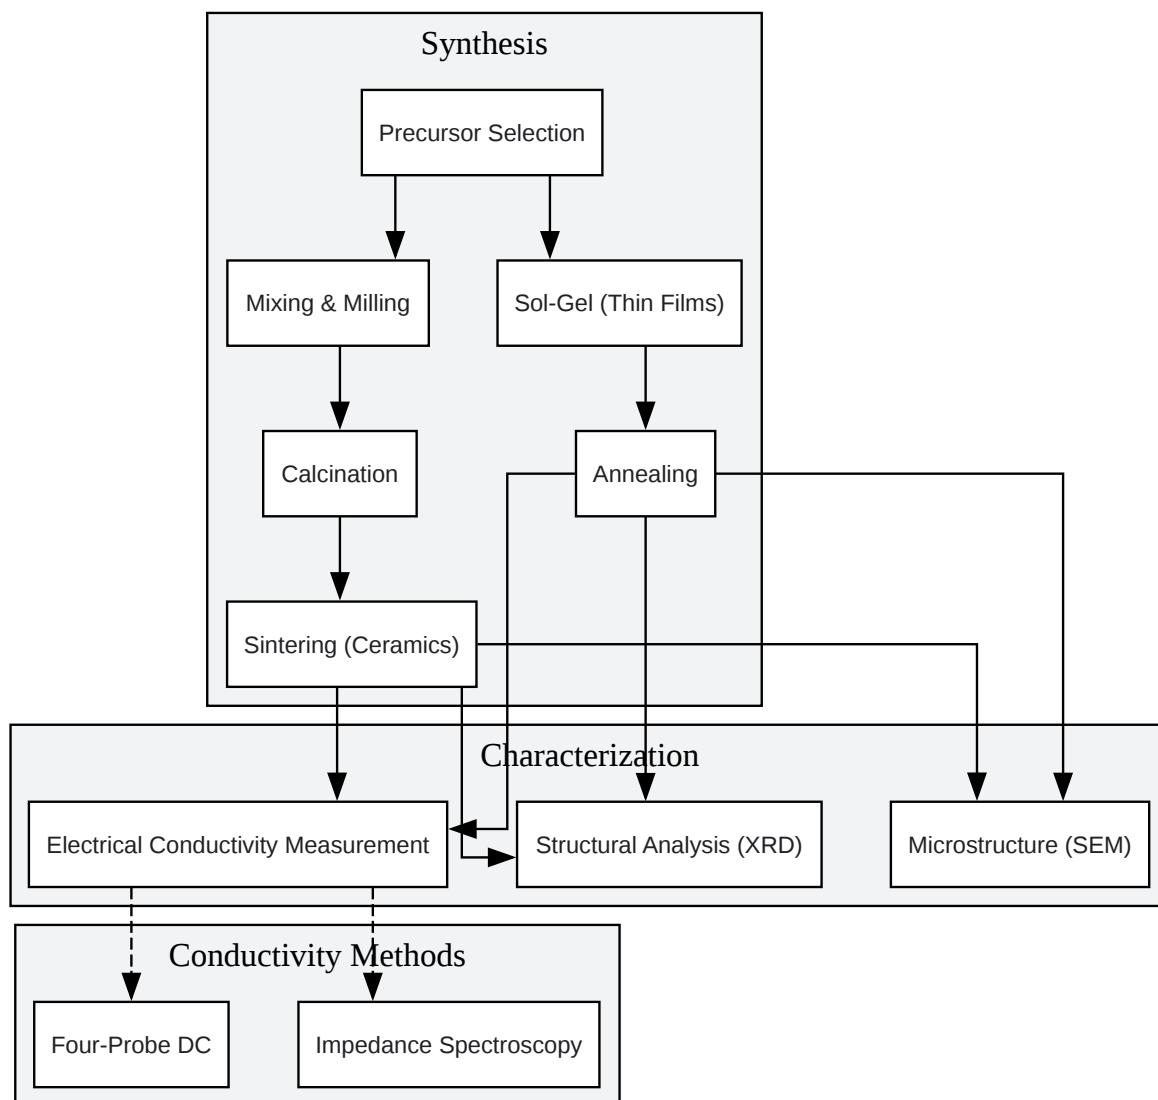 Synthesis
Precursor Selection
Mixing & Milling
Sol-Gel (Thin Films)
Calcination
Annealing
Sintering (Ceramics)
Characterization
Electrical Conductivity Measurement
Structural Analysis (XRD)
Microstructure (SEM)
Conductivity Methods
Four-Probe DC
Impedance Spectroscopy